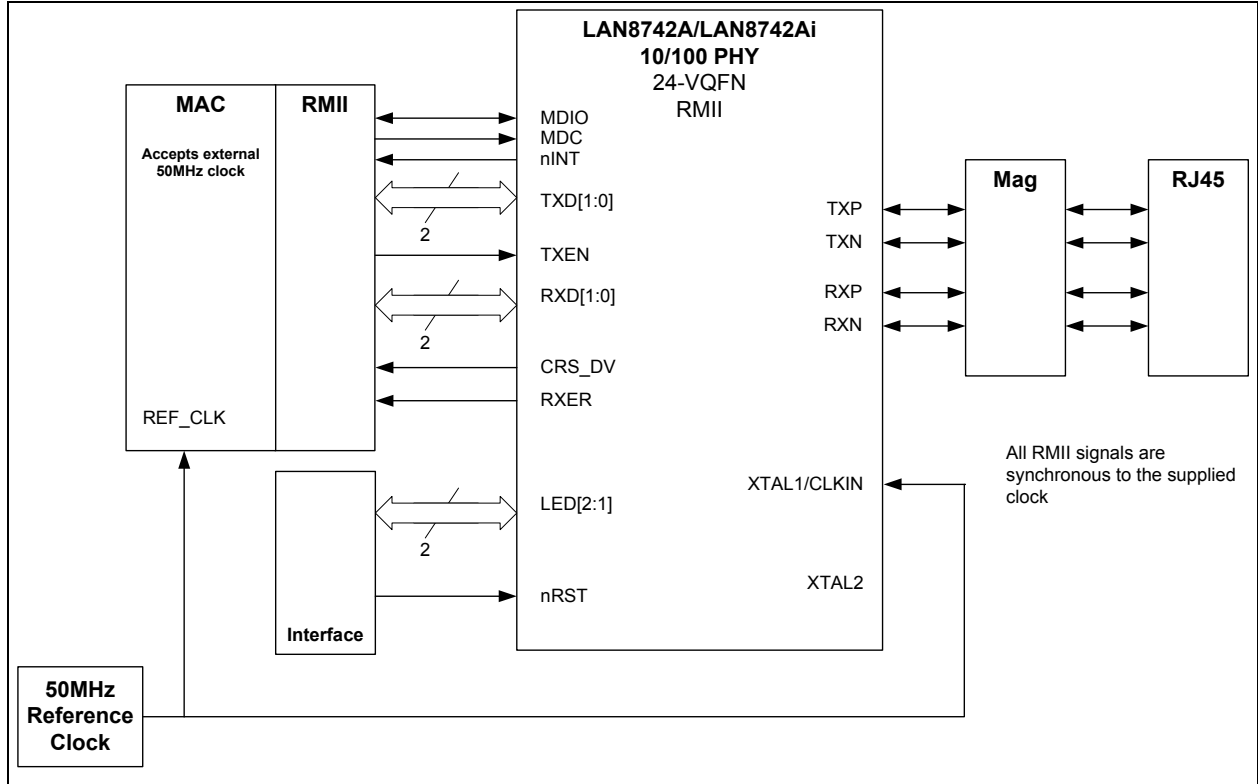 LAN8742A/LAN8742Ai
10/100 PHY
24-VQFN
RMII
MAC
RMII
Accepts external
50MHz clock
REF_CLK
MDIO
MDC
nINT
TXD[1:0]
2
TXEN
RXD[1:0]
2
CRS_DV
RXER
LED[2:1]
2
nRST
Interface
TXP
TXN
RXP
RXN
XTAL1/CLKIN
XTAL2
Mag
RJ45
All RMII signals are
synchronous to the supplied
clock
50MHz
Reference
Clock